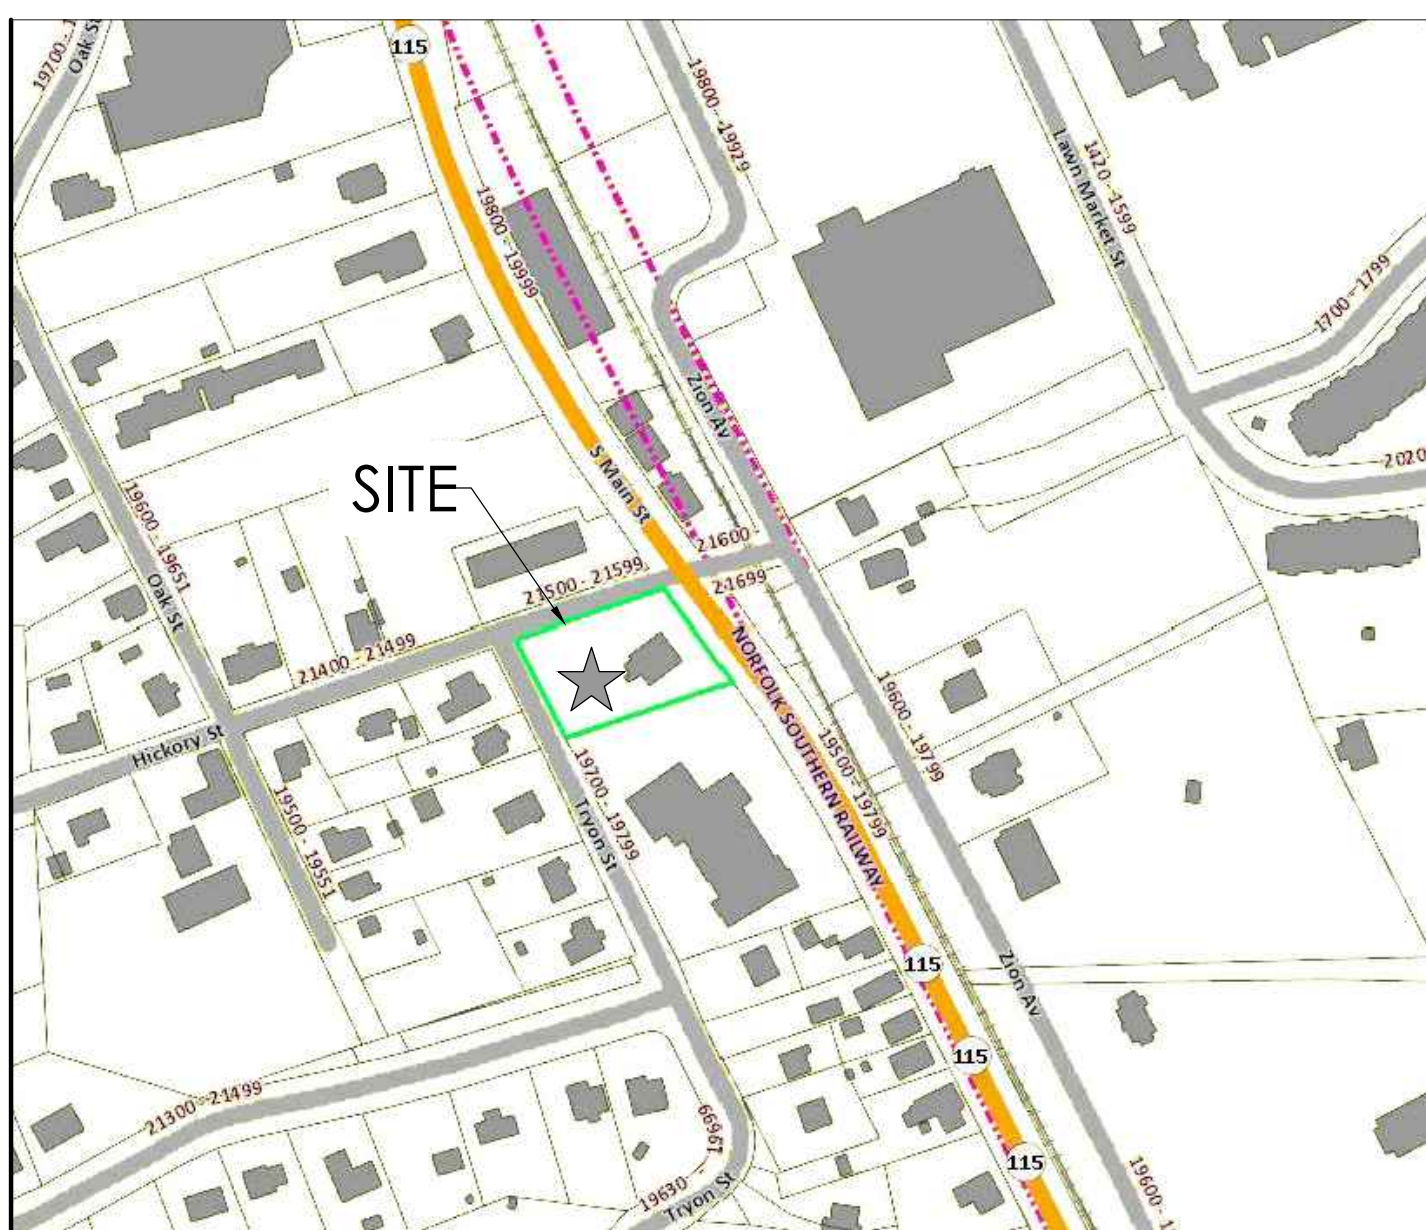 19700-1
Oak St
115
19800 - 19929
19800 - 19999
Lawn Market St
1420 - 1599
1700 - 1799
Zion Av
S Main St
SITE
2020
19600 - 19651
Oak St
21600 -
21699
21500 - 21599
21400 - 21499
Hickory St
NORFOLK SOUTHERN RAILWAY
19600 - 19799
19500 - 19799
19700 - 19799
Tryon St
19500 - 19551
115
Zion Av
115
21300 - 21499
115
19630 - 19699
Tryon St
19600 - 1